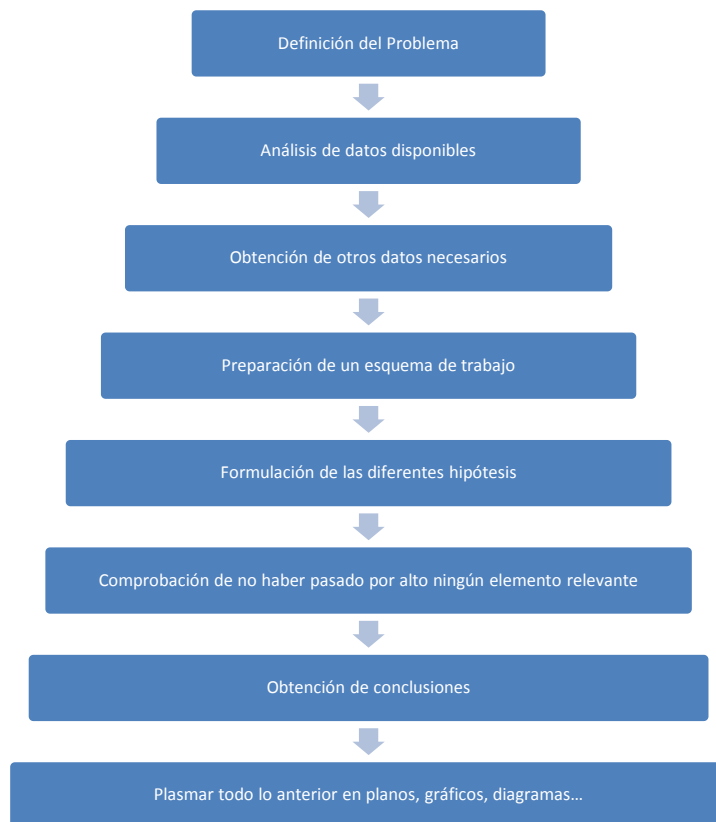 Definición del Problema
Análisis de datos disponibles
Obtención de otros datos necesarios
Preparación de un esquema de trabajo
Formulación de las diferentes hipótesis
Comprobación de no haber pasado por alto ningún elemento relevante
Obtención de conclusiones
Plasmar todo lo anterior en planos, gráficos, diagramas…